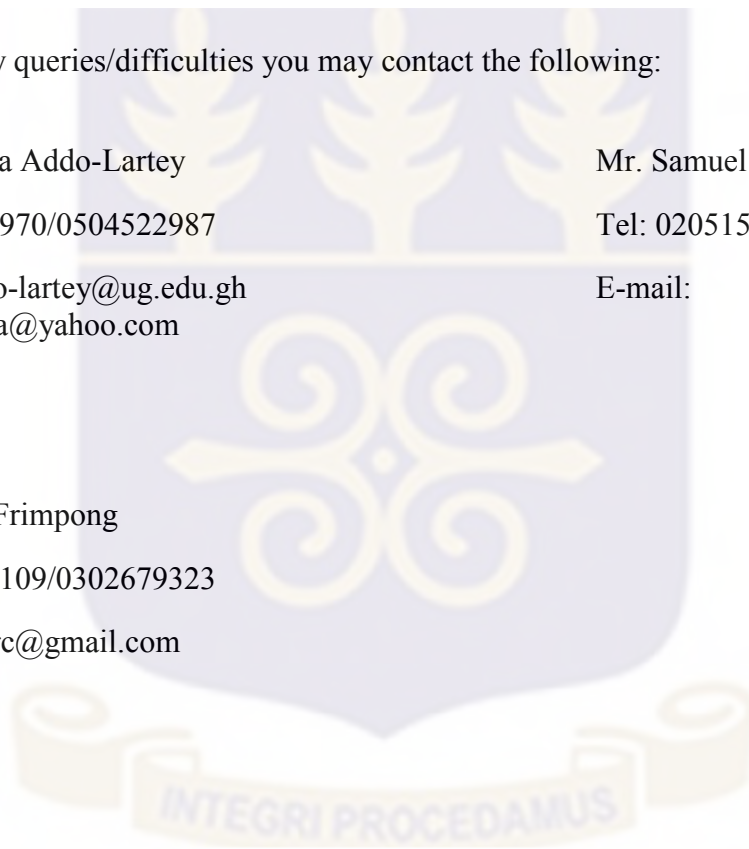 queries/difficulties you may contact the following:
a Addo-Lartey
Mr. Samuel
970/0504522987
Tel: 020515
o-lartey@ug.edu.gh
E-mail:
a@yahoo.com
Frimpong
109/0302679323
rc@gmail.com
INTEGRI PROCEDAMUS